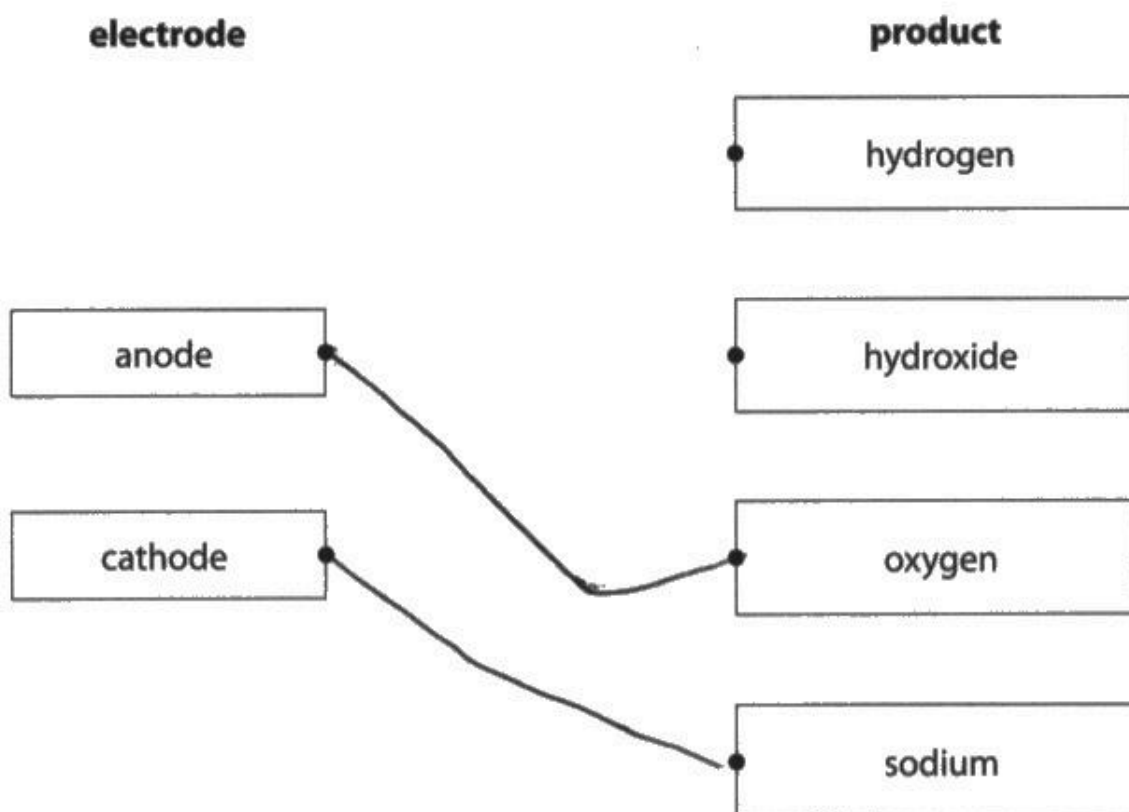 electrode product
hydrogen
anode hydroxide
cathode oxygen
sodium